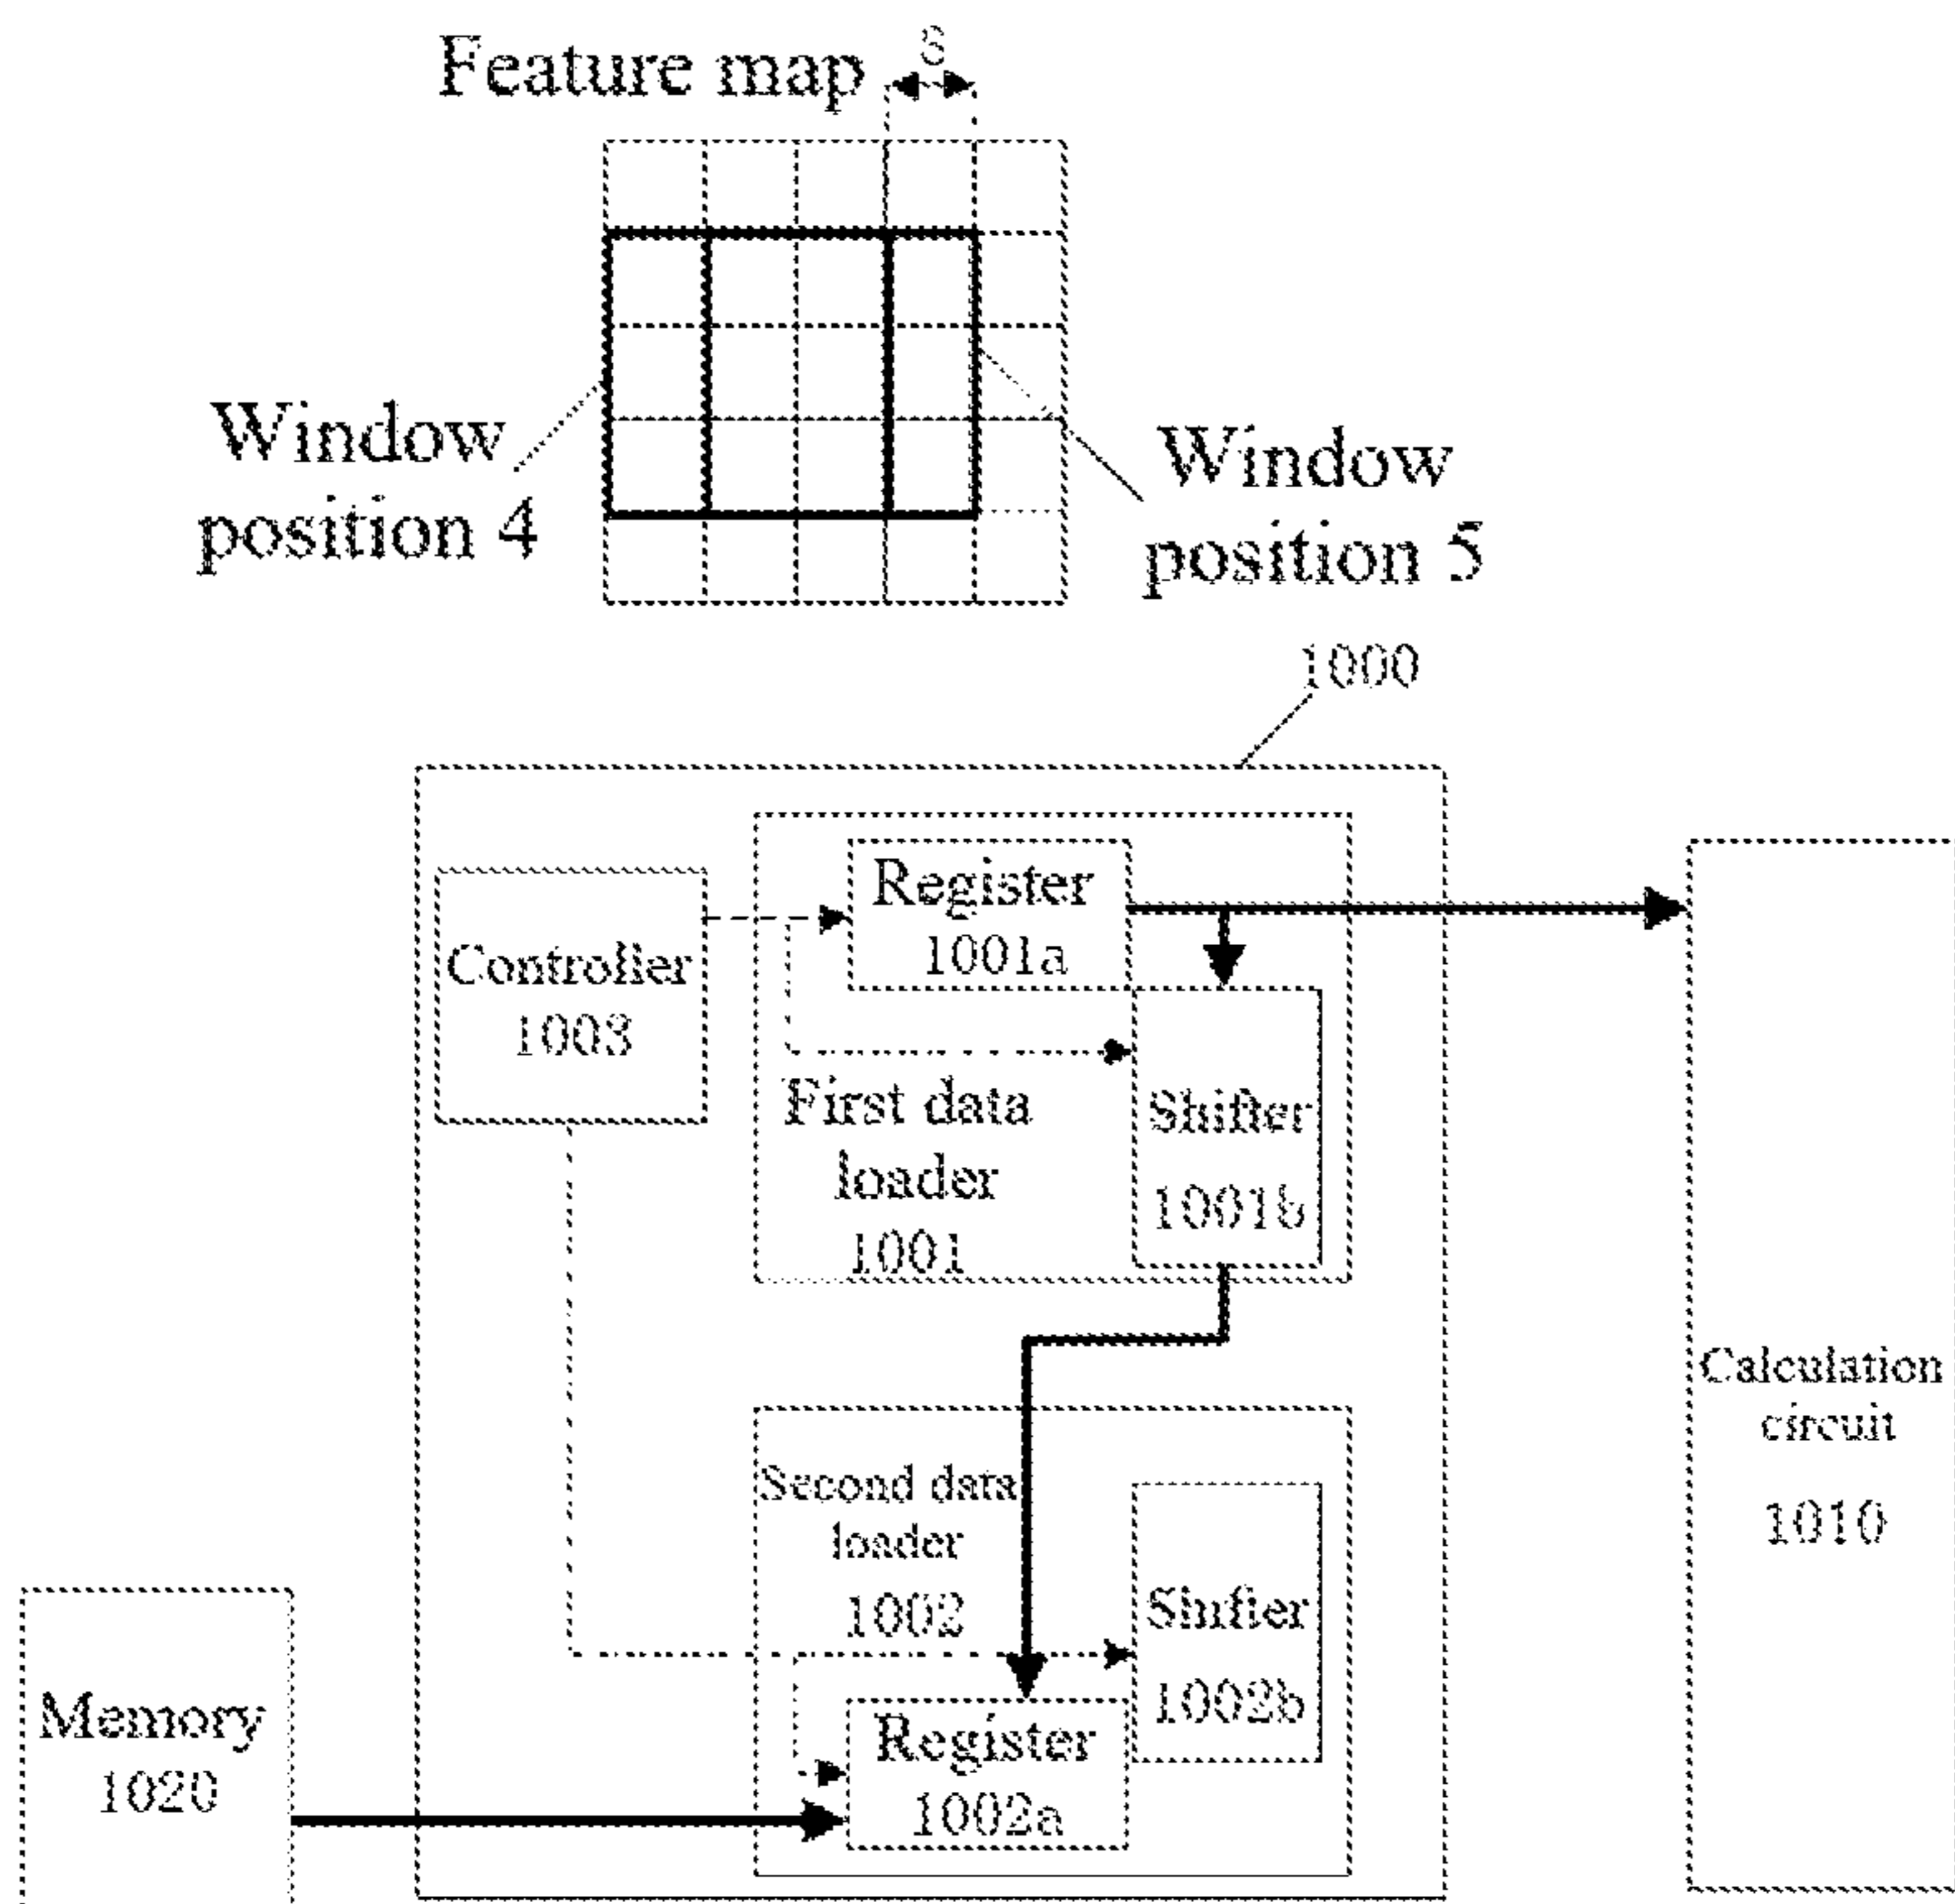 Feature map
Window
position 4
Window
position 5
1000
Register
1001a
Controller
1003
First data
loader
1001
Shifter
1001b
Calculation
circuit
1010
Second data
loader
1002
Shifter
1002b
Memory
1020
Register
1002a